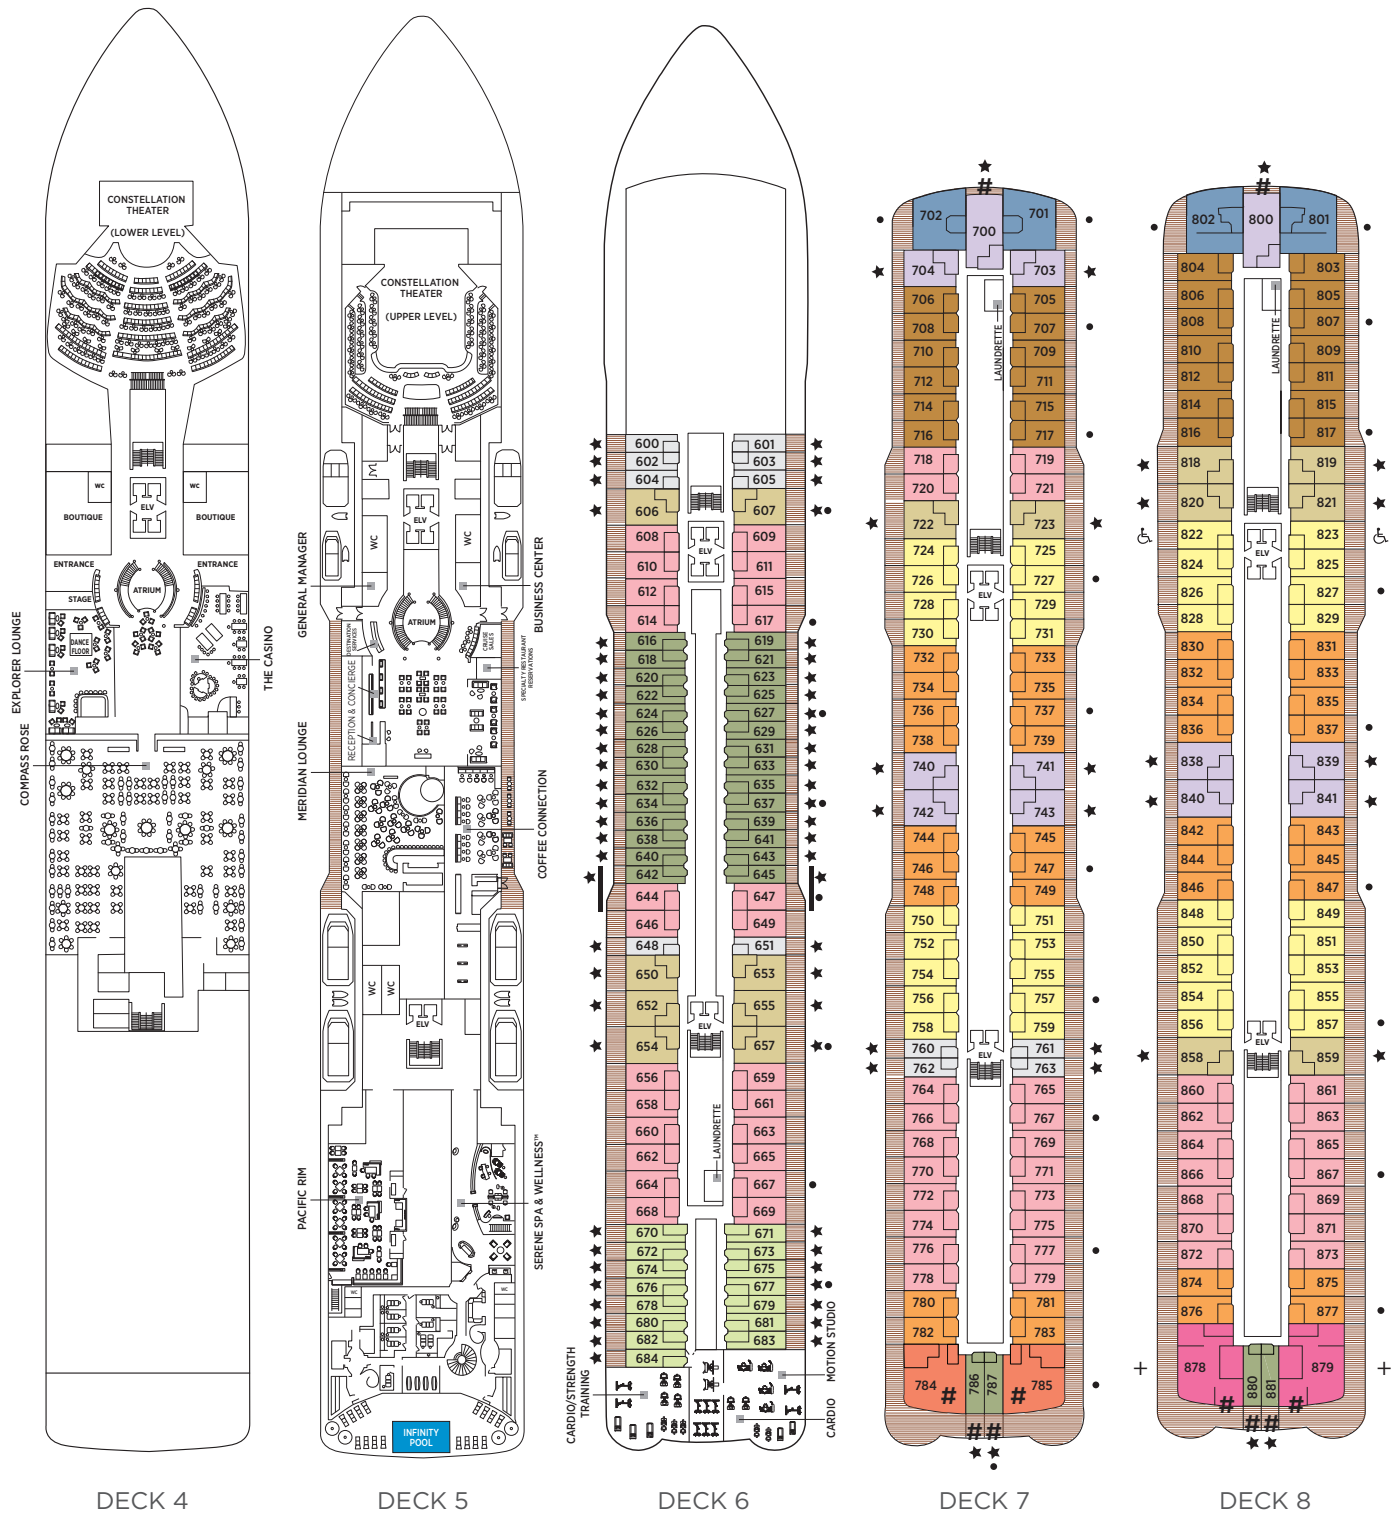 CONSTELLATION
THEATER
(LOWER LEVEL)
WC
WC
ELV
BOUTIQUE
BOUTIQUE
ENTRANCE
ENTRANCE
ATRIUM
STAGE
DANCE
FLOOR
EXPLORER LOUNGE
THE CASINO
COMPASS ROSE
DECK 4
CONSTELLATION
THEATER
(UPPER LEVEL)
ELV
WC
WC
GENERAL MANAGER
BUSINESS CENTER
ATRIUM
DESTINATION
SERVICES
CRUISE
SALES
SPECIALTY RESTAURANT
RESERVATIONS
RECEPTION & CONCIERGE
MERIDIAN LOUNGE
COFFEE CONNECTION
WC
WC
ELV
PACIFIC RIM
SERENE SPA & WELLNESS™
WC
WC
INFINITY
POOL
DECK 5
600 601
602 603
604 605
606 607
608 609
ELV
610 611
612 615
614 617
616 619
618 621
620 623
622 625
624 627
626 629
628 631
630 633
632 635
634 637
636 639
638 641
640 643
642 645
644 647
646 649
648 651
650 653
652 655
ELV
654 657
656 659
658 661
LAUNDRETTE
660 663
662 665
664 667
668 669
670 671
672 673
674 675
676 677
678 679
680 681
682 683
684
CARDIO/STRENGTH
TRAINING
MOTION STUDIO
CARDIO
DECK 6
#
702 700 701
704 703
706 705
708 707
LAUNDRETTE
710 709
712 711
714 715
716 717
718 719
720 721
722 723
724 725
726 727
ELV
728 729
730 731
732 733
734 735
736 737
738 739
740 741
742 743
744 745
746 747
748 749
750 751
752 753
754 755
756 757
758 759
760 761
ELV
762 763
764 765
766 767
768 769
770 771
772 773
774 775
776 777
778 779
780 781
782 783
784 786 787 785
# #
# #
DECK 7
#
802 800 801
804 803
806 805
808 807
LAUNDRETTE
810 809
812 811
814 815
816 817
818 819
820 821
822 823
ELV
824 825
826 827
828 829
830 831
832 833
834 835
836 837
838 839
840 841
842 843
844 845
846 847
848 849
850 851
852 853
854 855
856 857
ELV
858 859
860 861
862 863
864 865
866 867
868 869
870 871
872 873
874 875
876 877
+ 878 880 881 879 +
# #
# #
DECK 8